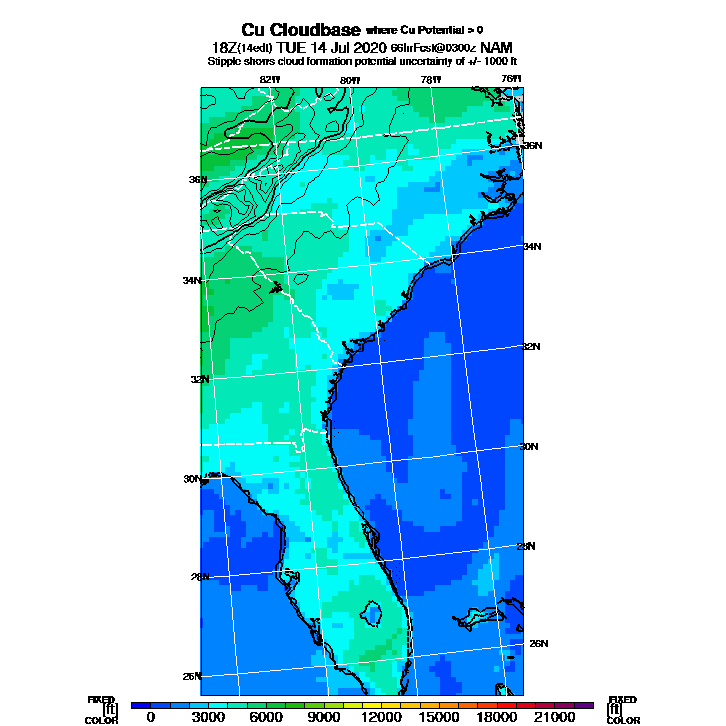 Cu Cloudbase where Cu Potential > 0
18Z(14edt) TUE 14 Jul 2020 66hrFcst@0300z NAM
Stipple shows cloud formation potential uncertainty of +/- 1000 ft
82W 80W 78W 76W
36N
36N
34N
34N
32N
32N
30N
30N
28N
28N
26N
26N
FIXED FIXED
[ft] [ft]
COLOR 0 3000 6000 9000 12000 15000 18000 21000 COLOR